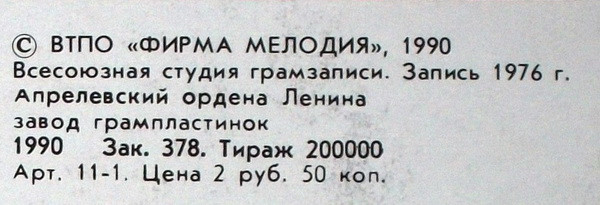 © ВТПО «ФИРМА МЕЛОДИЯ», 1990
Всесоюзная студия грамзаписи. Запись 1976 г.
Апрелевский ордена Ленина
завод грампластинок
1990 Зак. 378. Тираж 200000
Арт. 11-1. Цена 2 руб. 50 коп.